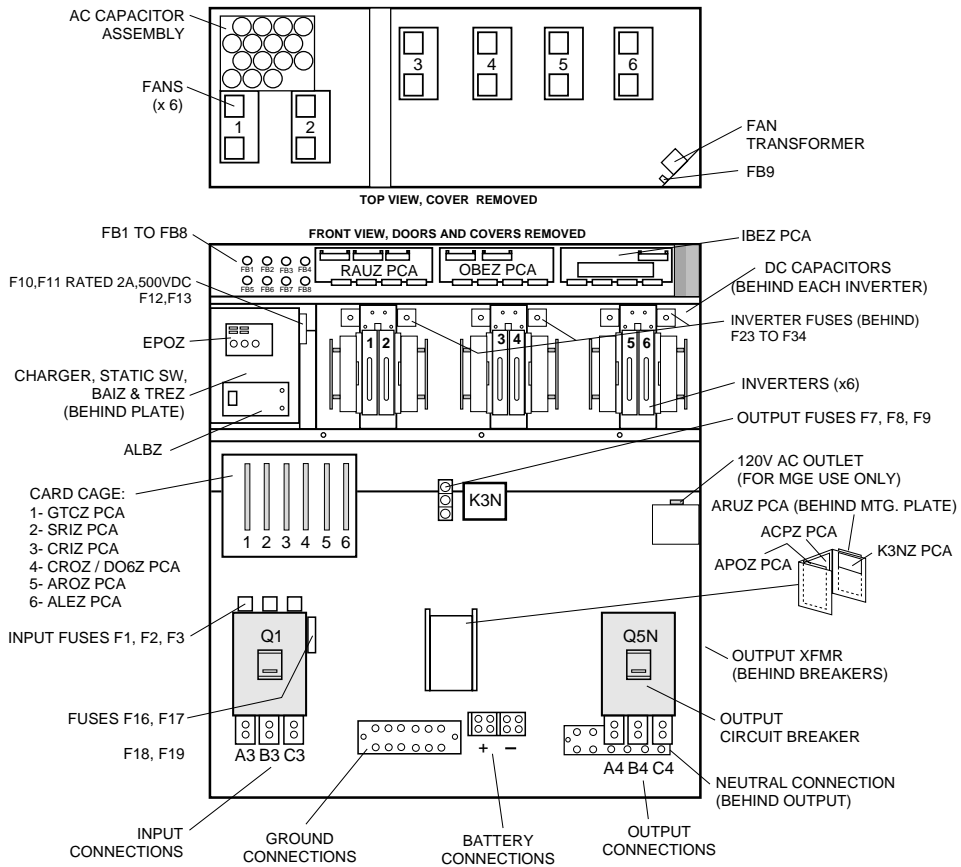 AC CAPACITOR
ASSEMBLY
FANS
(x 6)
1
2
3
4
5
6
FAN
TRANSFORMER
FB9
TOP VIEW, COVER REMOVED
FRONT VIEW, DOORS AND COVERS REMOVED
FB1 TO FB8
FB1 FB2 FB3 FB4
FB5 FB6 FB7 FB8
RAUZ PCA
OBEZ PCA
IBEZ PCA
F10,F11 RATED 2A,500VDC
F12,F13
DC CAPACITORS
(BEHIND EACH INVERTER)
EPOZ
1 2
3 4
5 6
INVERTER FUSES (BEHIND)
F23 TO F34
CHARGER, STATIC SW,
BAIZ & TREZ
(BEHIND PLATE)
INVERTERS (x6)
ALBZ
OUTPUT FUSES F7, F8, F9
K3N
120V AC OUTLET
(FOR MGE USE ONLY)
CARD CAGE:
1- GTCZ PCA
2- SRIZ PCA
3- CRIZ PCA
4- CROZ / DO6Z PCA
5- AROZ PCA
6- ALEZ PCA
1 2 3 4 5 6
ARUZ PCA (BEHIND MTG. PLATE)
ACPZ PCA
K3NZ PCA
APOZ PCA
INPUT FUSES F1, F2, F3
Q1
Q5N
OUTPUT XFMR
(BEHIND BREAKERS)
FUSES F16, F17
F18, F19
A3 B3 C3
+ −
A4 B4 C4
OUTPUT
CIRCUIT BREAKER
NEUTRAL CONNECTION
(BEHIND OUTPUT)
INPUT
CONNECTIONS
GROUND
CONNECTIONS
BATTERY
CONNECTIONS
OUTPUT
CONNECTIONS